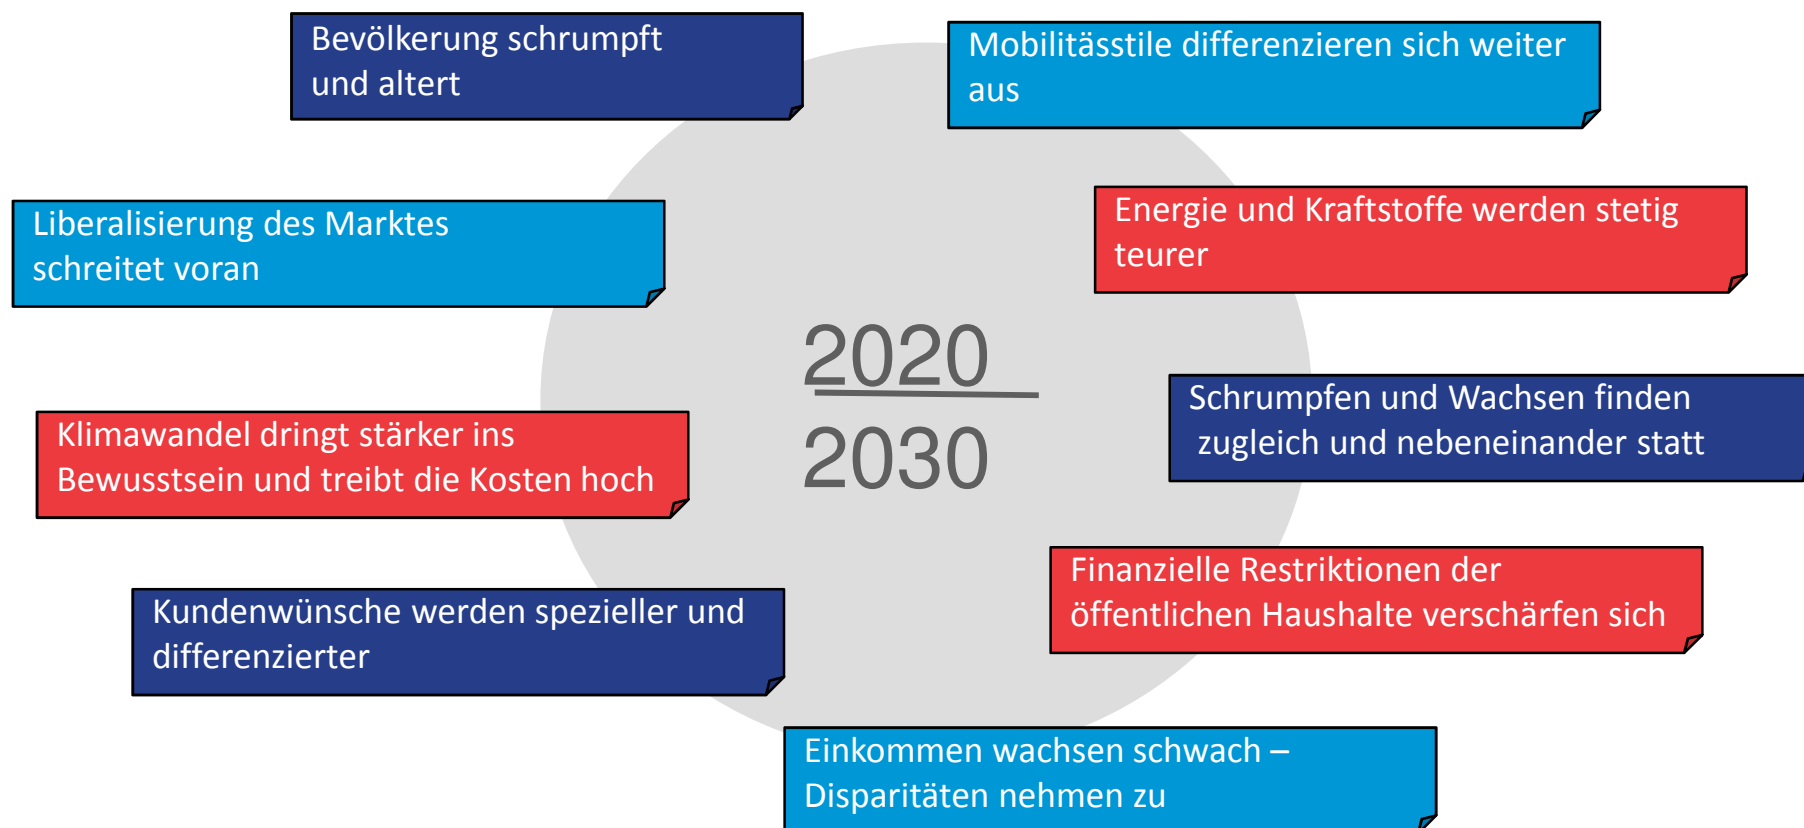 Bevölkerung schrumpft
und altert
Mobilitässtile differenzieren sich weiter
aus
Liberalisierung des Marktes
schreitet voran
Energie und Kraftstoffe werden stetig
teurer
2020
2030
Schrumpfen und Wachsen finden
zugleich und nebeneinander statt
Klimawandel dringt stärker ins
Bewusstsein und treibt die Kosten hoch
Finanzielle Restriktionen der
öffentlichen Haushalte verschärfen sich
Kundenwünsche werden spezieller und
differenzierter
Einkommen wachsen schwach –
Disparitäten nehmen zu